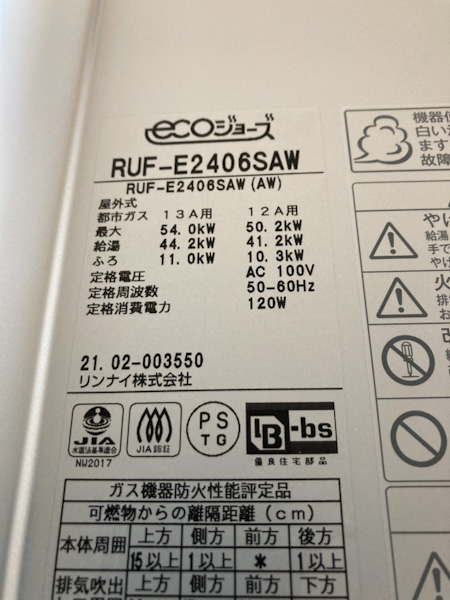 ecoジョーズ
RUF-E2406SAW
RUF-E2406SAW(AW)
屋外式
都市ガス 13A用 12A用
最大 54.0kW 50.2kW
給湯 44.2kW 41.2kW
ふろ 11.0kW 10.3kW
定格電圧 AC 100V
定格周波数 50-60Hz
定格消費電力 120W
21.02-003550
リンナイ株式会社
JIA
水道法基準適合
NW2017
JIA認証
PS
TG
BL-bs
優良住宅部品
ガス機器防火性能評定品
可燃物からの離隔距離(cm)
本体周囲 上方 側方 前方 後方
15以上 1以上 * 1以上
排気吹出 上方 側方 前方 下方
機器使
白い
ます
故障
やけ
給湯
手で
やけ
火
排
お
改